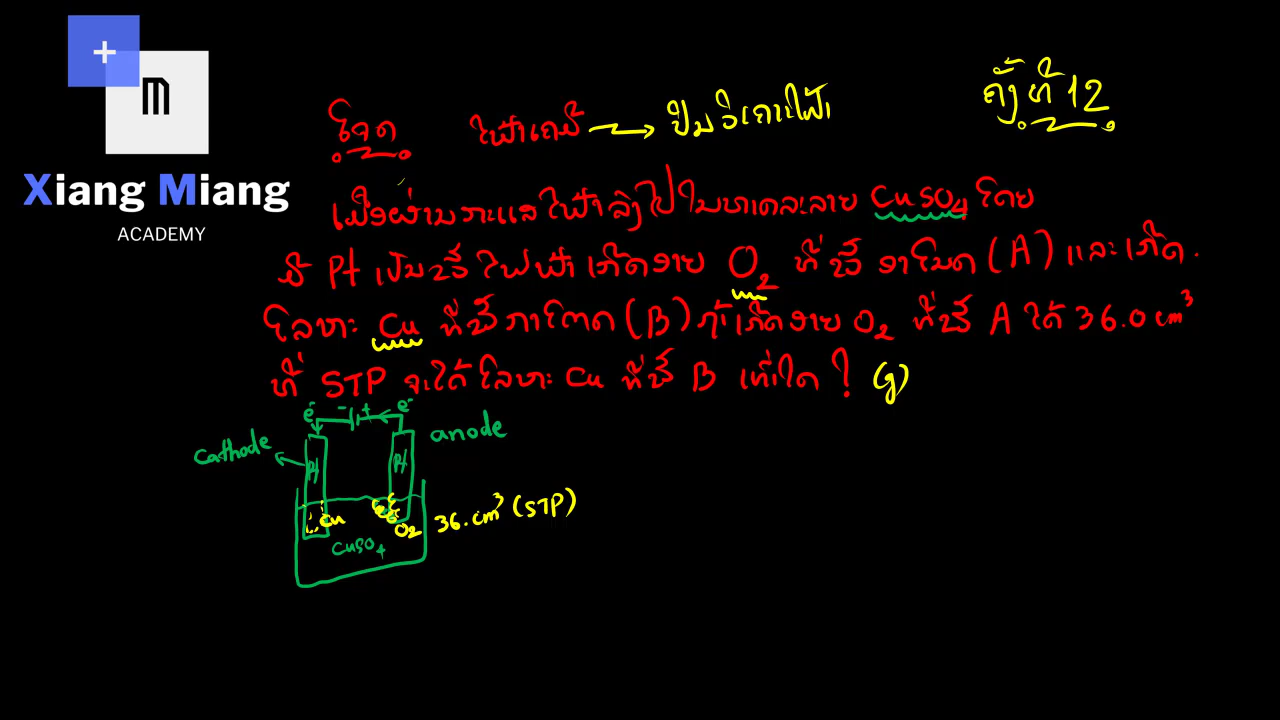 +
m
Xiang Miang
ACADEMY
ຄັ້ງທີ 12
ໂຈດ ໄຟຟ້າເຄມີ → ປັມວິເຄາະໄຟຟ້າ
ເມື່ອຜ່ານກະແສໄຟຟ້າລົງໄປໃນທາດລະລາຍ CuSO₄ ໂດຍ
ມີ Pt ເປັນຂົ້ວໄຟຟ້າເກີດອາຍ O₂ ທີ່ຂົ້ວ ອາໂນດ (A) ແລະ ເກີດ
ໂລຫະ Cu ທີ່ຂົ້ວກາໂຕດ (B) ຖ້າເກີດອາຍ O₂ ທີ່ຂົ້ວ A ໄດ້ 36.0 cm³
ທີ່ STP ຈະໄດ້ໂລຫະ Cu ທີ່ຂົ້ວ B ເທົ່າໃດ ? (g)
e⁻ - + e⁻
cathode Pt Pt anode
Cu O₂ 36.cm³ (STP)
CuSO₄